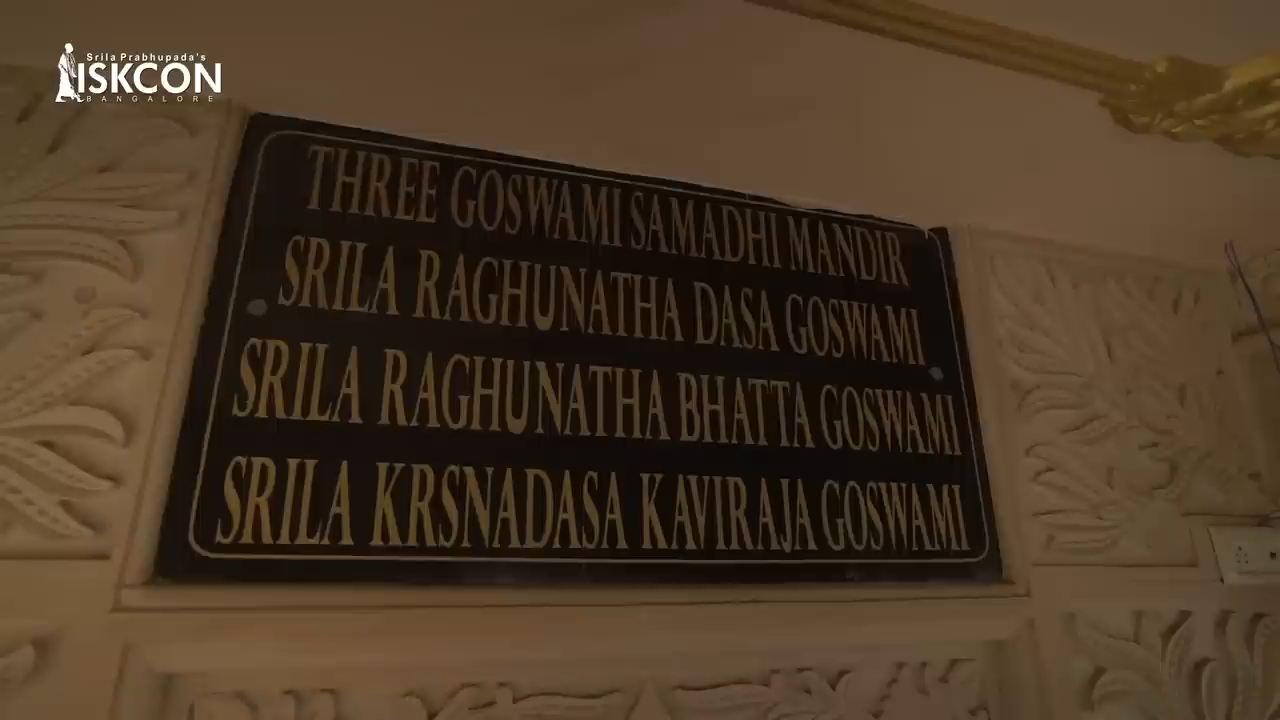 Srila Prabhupada's
ISKCON
BANGALORE
THREE GOSWAMI SAMADHI MANDIR
SRILA RAGHUNATHA DASA GOSWAMI
SRILA RAGHUNATHA BHATTA GOSWAMI
SRILA KRSNADASA KAVIRAJA GOSWAMI